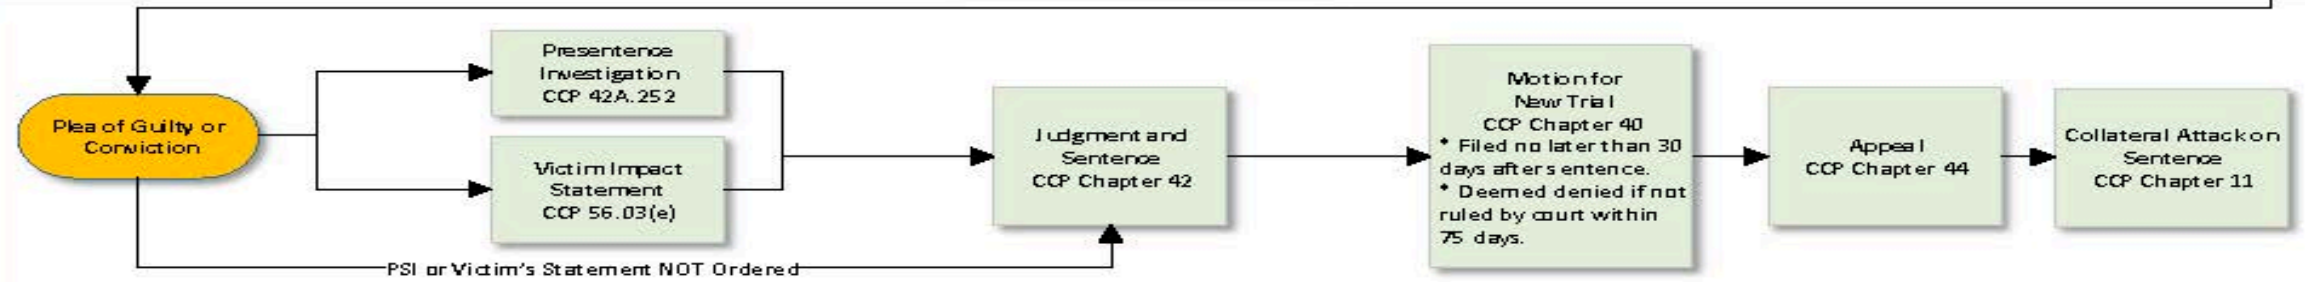 Plea of Guilty or
Conviction
Presentence
Investigation
CCP 42A.252
Victim Impact
Statement
CCP 56.03(e)
PSI or Victim's Statement NOT Ordered
Judgment and
Sentence
CCP Chapter 42
Motion for
New Trial
CCP Chapter 40
* Filed no later than 30
days after sentence.
* Deemed denied if not
ruled by court within
75 days.
Appeal
CCP Chapter 44
Collateral Attack on
Sentence
CCP Chapter 11